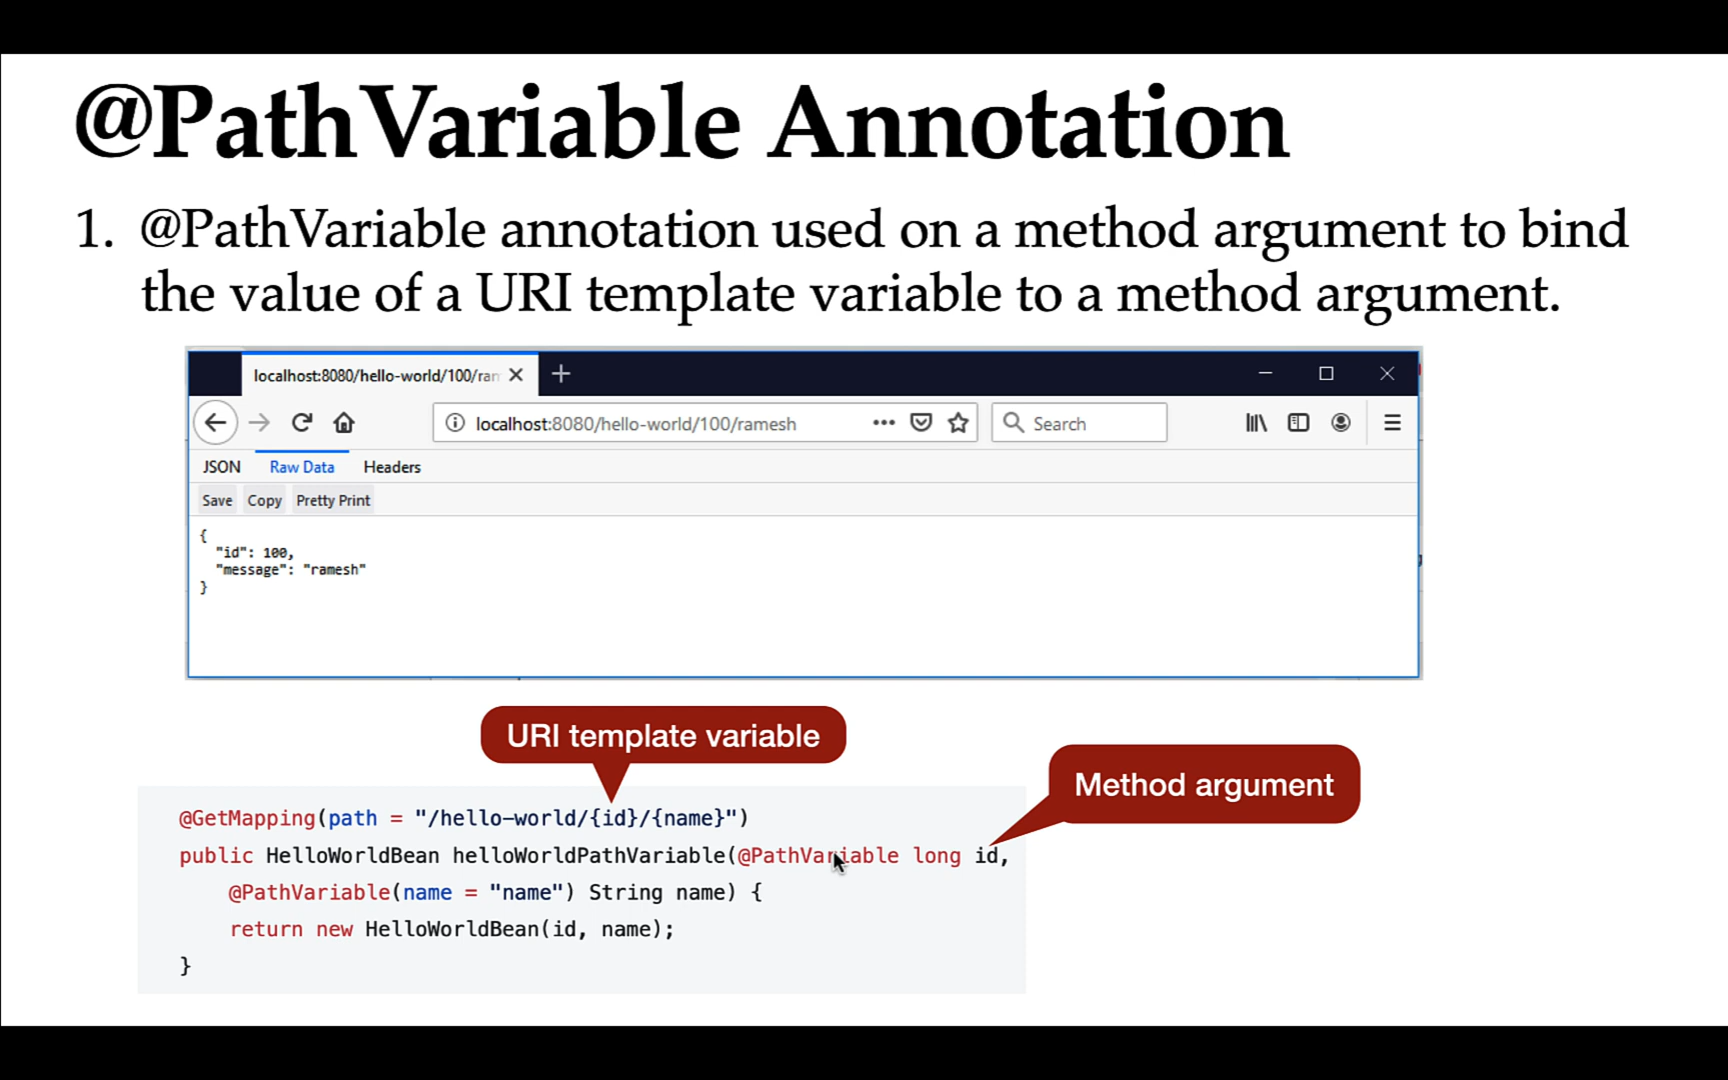 @PathVariable Annotation
1. @PathVariable annotation used on a method argument to bind
the value of a URI template variable to a method argument.
localhost:8080/hello-world/100/ran
localhost:8080/hello-world/100/ramesh
Search
JSON Raw Data Headers
Save Copy Pretty Print
{
"id": 100,
"message": "ramesh"
}
URI template variable
Method argument
@GetMapping(path = "/hello-world/{id}/{name}")
public HelloWorldBean helloWorldPathVariable(@PathVariable long id,
@PathVariable(name = "name") String name) {
return new HelloWorldBean(id, name);
}